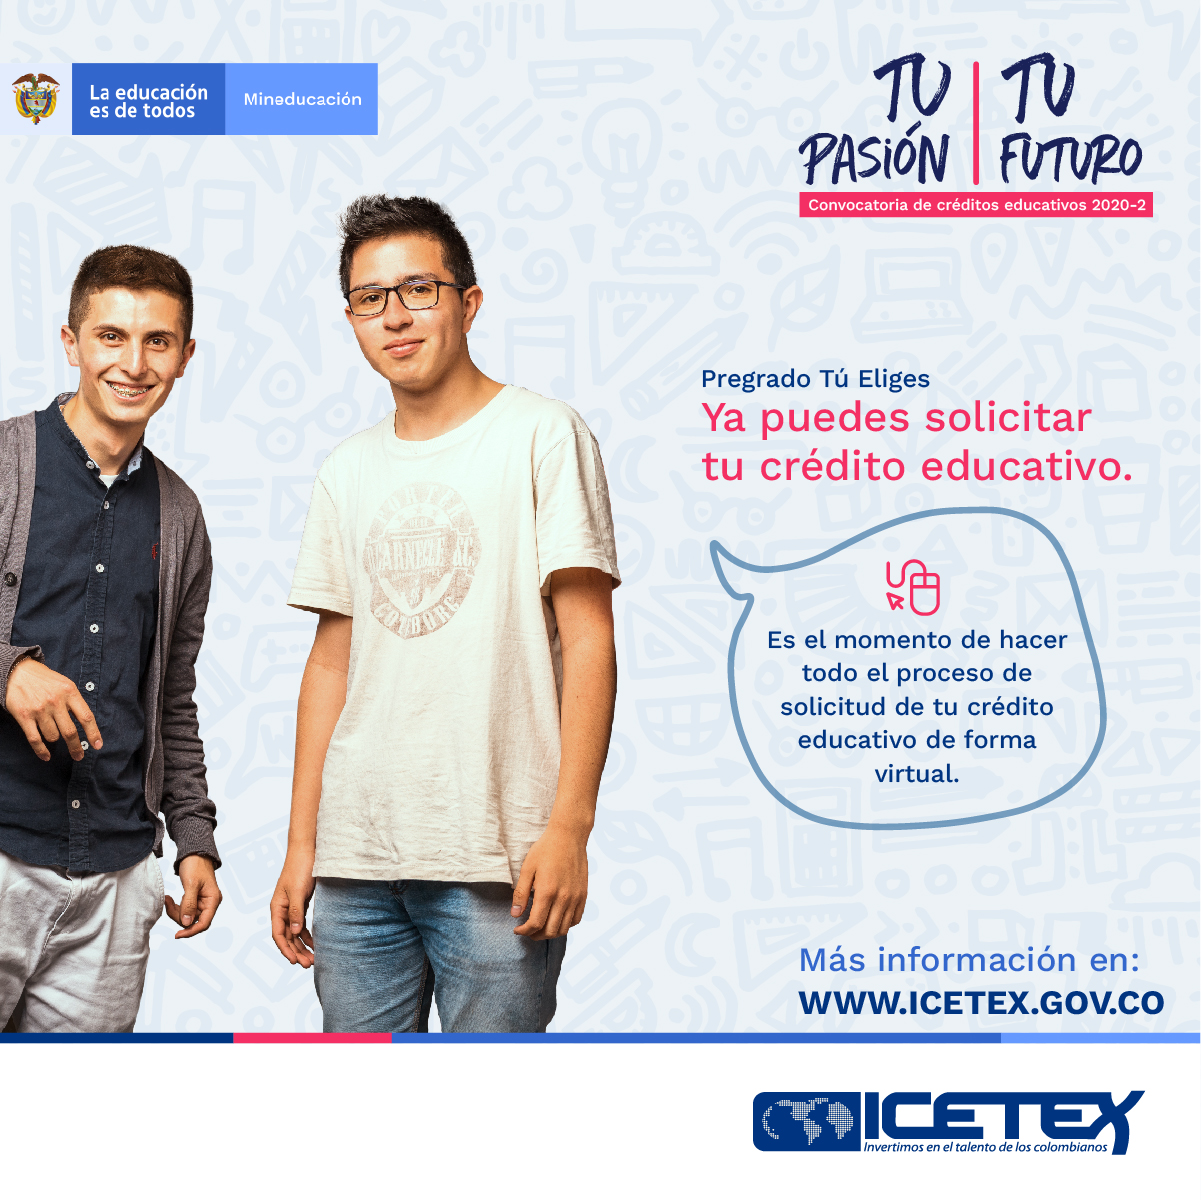 La educación
es de todos
Mineducación
TU
PASIÓN
TU
FUTURO
Convocatoria de créditos educativos 2020-2
Pregrado Tú Eliges
Ya puedes solicitar
tu crédito educativo.
Es el momento de hacer
todo el proceso de
solicitud de tu crédito
educativo de forma
virtual.
Más información en:
WWW.ICETEX.GOV.CO
ICETEX
Invertimos en el talento de los colombianos